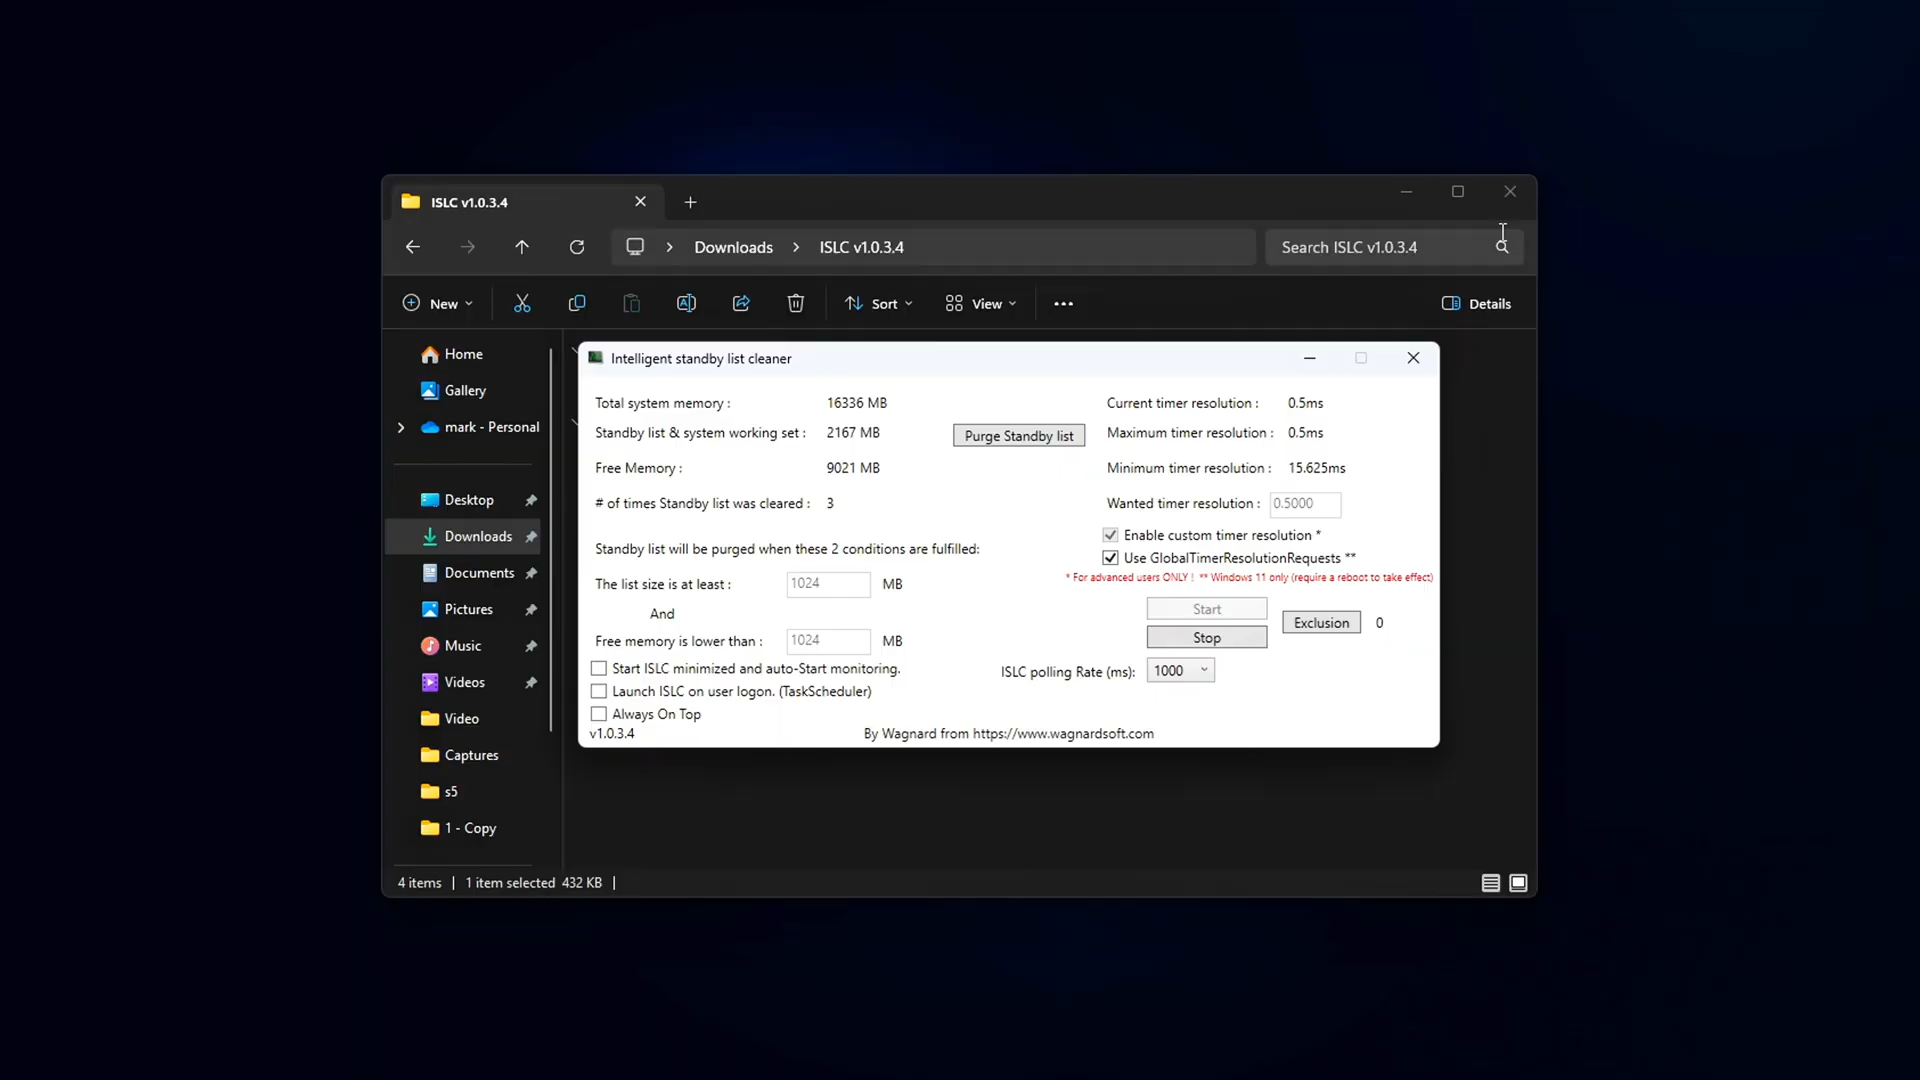 ISLC v1.0.3.4
Downloads
ISLC v1.0.3.4
Search ISLC v1.0.3.4
New
Sort
View
Details
Home
Gallery
mark - Personal
Desktop
Downloads
Documents
Pictures
Music
Videos
Video
Captures
s5
1 - Copy
Intelligent standby list cleaner
Total system memory : 16336 MB
Standby list & system working set : 2167 MB
Purge Standby list
Free Memory : 9021 MB
# of times Standby list was cleared : 3
Standby list will be purged when these 2 conditions are fulfilled:
The list size is at least : 1024 MB
And
Free memory is lower than : 1024 MB
Start ISLC minimized and auto-Start monitoring.
Launch ISLC on user logon. (TaskScheduler)
Always On Top
v1.0.3.4
Current timer resolution : 0.5ms
Maximum timer resolution : 0.5ms
Minimum timer resolution : 15.625ms
Wanted timer resolution : 0.5000
Enable custom timer resolution *
Use GlobalTimerResolutionRequests **
* For advanced users ONLY ! ** Windows 11 only (require a reboot to take effect)
Start
Stop
Exclusion 0
ISLC polling Rate (ms): 1000
By Wagnard from https://www.wagnardsoft.com
4 items | 1 item selected 432 KB |